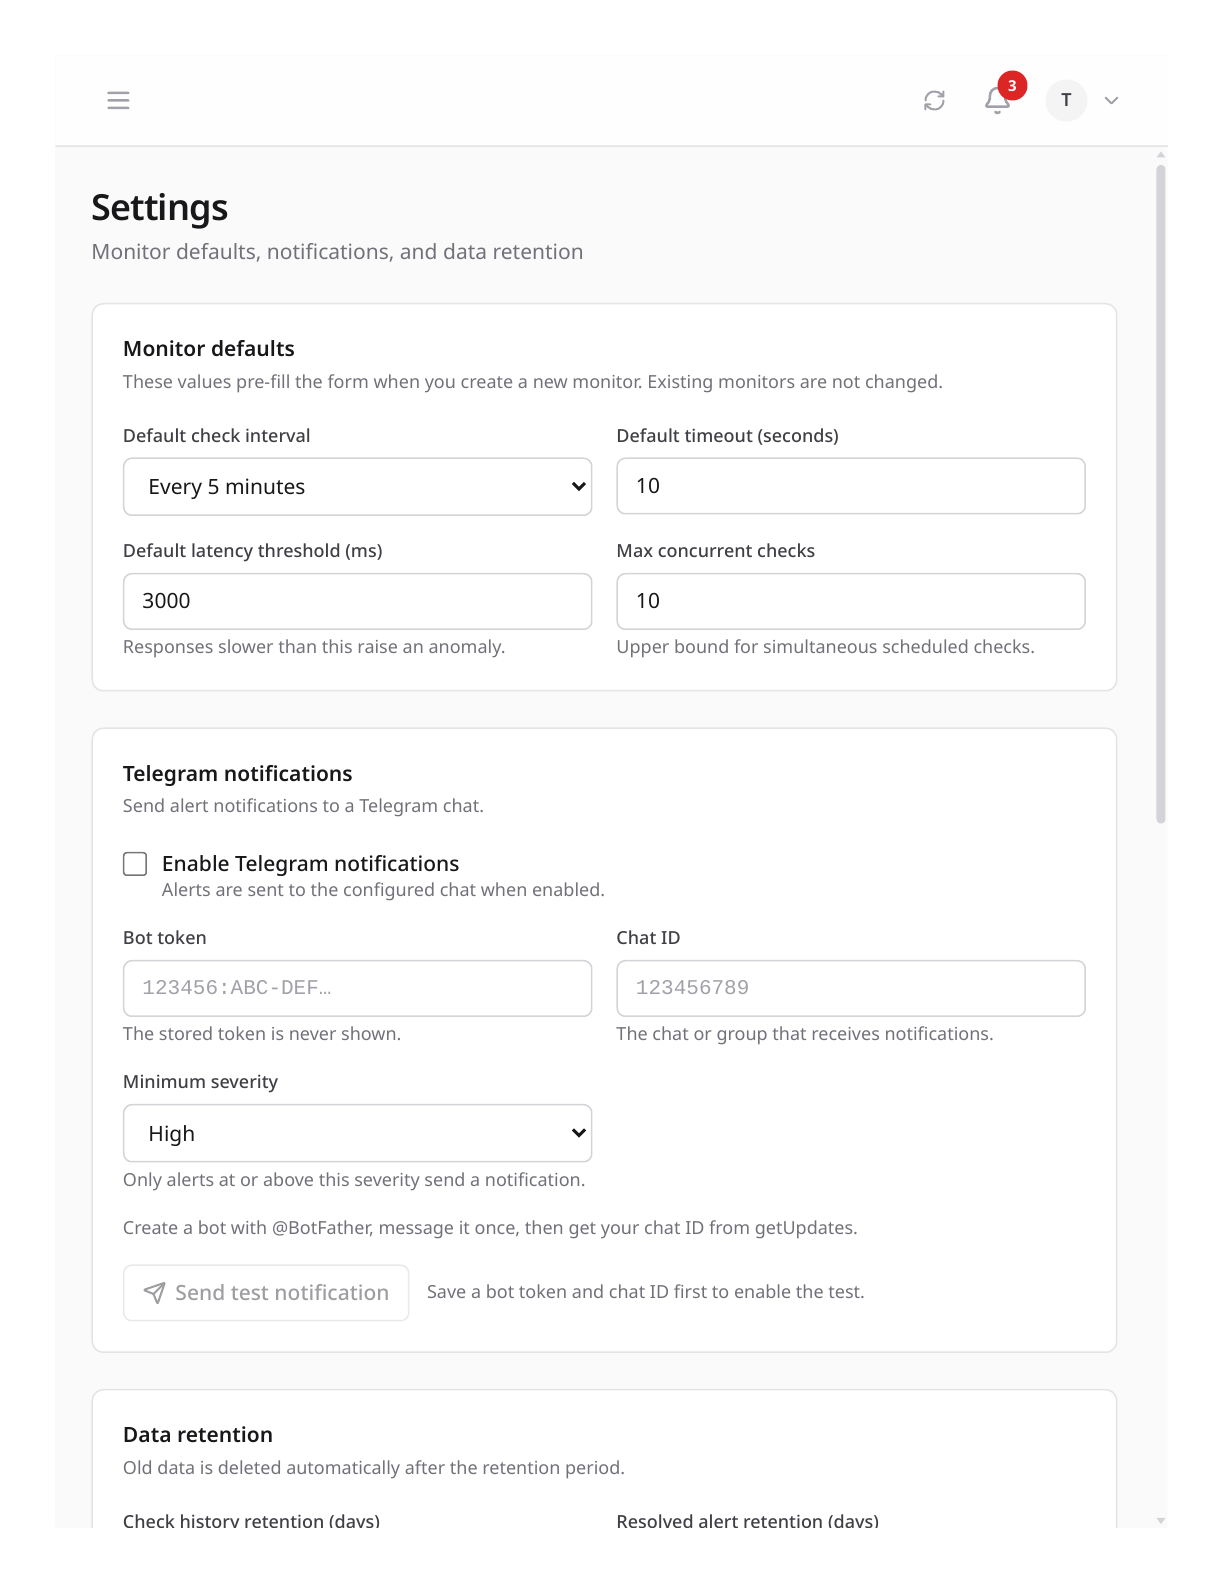 3
T
Settings
Monitor defaults, notifications, and data retention
Monitor defaults
These values pre-fill the form when you create a new monitor. Existing monitors are not changed.
Default check interval
Default timeout (seconds)
Every 5 minutes
10
Default latency threshold (ms)
Max concurrent checks
3000
10
Responses slower than this raise an anomaly.
Upper bound for simultaneous scheduled checks.
Telegram notifications
Send alert notifications to a Telegram chat.
Enable Telegram notifications
Alerts are sent to the configured chat when enabled.
Bot token
Chat ID
123456:ABC-DEF…
123456789
The stored token is never shown.
The chat or group that receives notifications.
Minimum severity
High
Only alerts at or above this severity send a notification.
Create a bot with @BotFather, message it once, then get your chat ID from getUpdates.
Send test notification
Save a bot token and chat ID first to enable the test.
Data retention
Old data is deleted automatically after the retention period.
Check history retention (days)
Resolved alert retention (days)